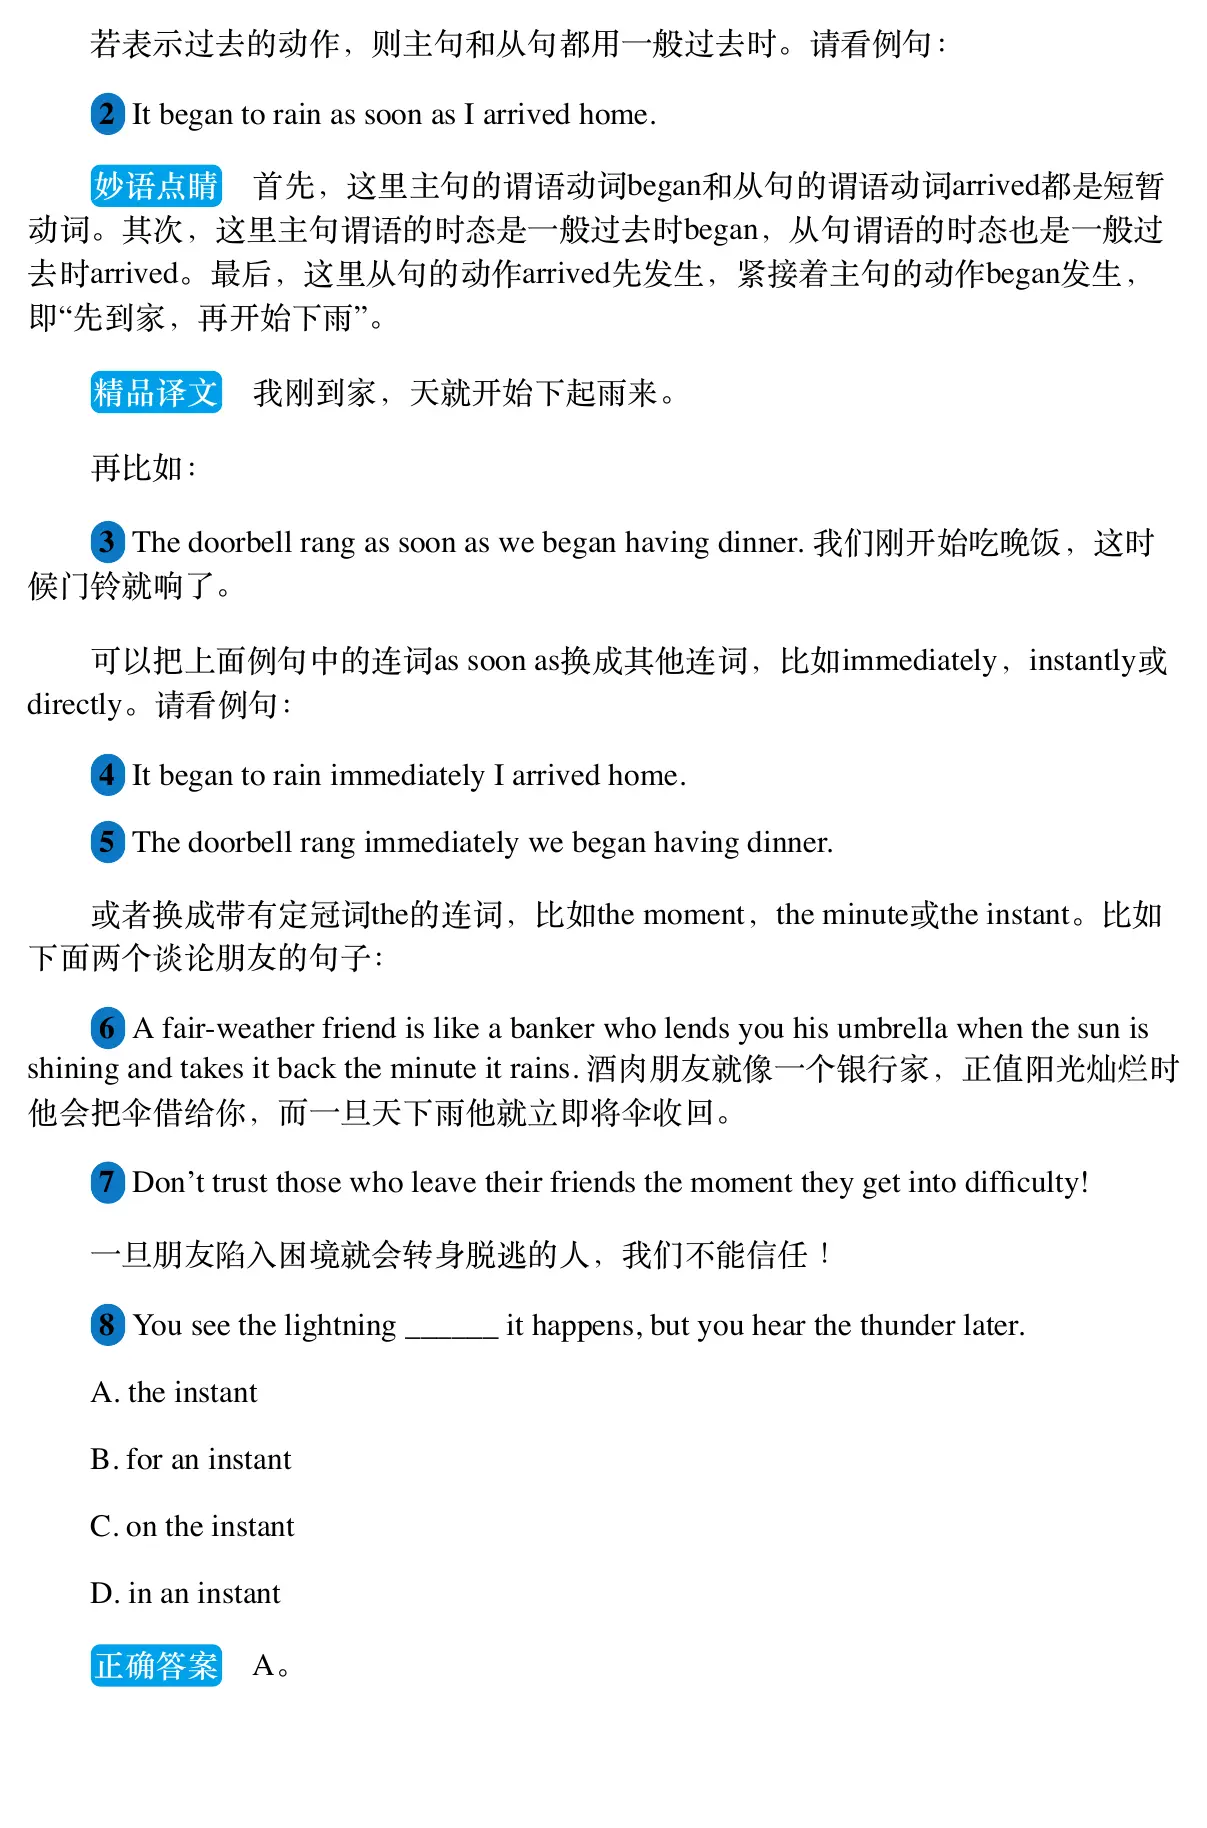 若表示过去的动作，则主句和从句都用一般过去时。请看例句：
2 It began to rain as soon as I arrived home.
妙语点睛 首先，这里主句的谓语动词began和从句的谓语动词arrived都是短暂
动词。其次，这里主句谓语的时态是一般过去时began，从句谓语的时态也是一般过
去时arrived。最后，这里从句的动作arrived先发生，紧接着主句的动作began发生，
即“先到家，再开始下雨”。
精品译文 我刚到家，天就开始下起雨来。
再比如：
3 The doorbell rang as soon as we began having dinner. 我们刚开始吃晚饭，这时
候门铃就响了。
可以把上面例句中的连词as soon as换成其他连词，比如immediately，instantly或
directly。请看例句：
4 It began to rain immediately I arrived home.
5 The doorbell rang immediately we began having dinner.
或者换成带有定冠词the的连词，比如the moment，the minute或the instant。比如
下面两个谈论朋友的句子：
6 A fair-weather friend is like a banker who lends you his umbrella when the sun is
shining and takes it back the minute it rains. 酒肉朋友就像一个银行家，正值阳光灿烂时
他会把伞借给你，而一旦天下雨他就立即将伞收回。
7 Don’t trust those who leave their friends the moment they get into difficulty!
一旦朋友陷入困境就会转身脱逃的人，我们不能信任！
8 You see the lightning ______ it happens, but you hear the thunder later.
A. the instant
B. for an instant
C. on the instant
D. in an instant
正确答案 A。